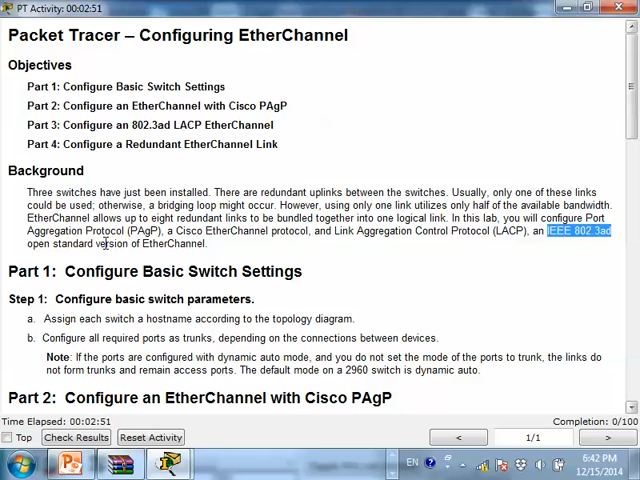 PT Activity: 00:02:51
Packet Tracer – Configuring EtherChannel
Objectives
Part 1: Configure Basic Switch Settings
Part 2: Configure an EtherChannel with Cisco PAgP
Part 3: Configure an 802.3ad LACP EtherChannel
Part 4: Configure a Redundant EtherChannel Link
Background
Three switches have just been installed. There are redundant uplinks between the switches. Usually, only one of these links
could be used; otherwise, a bridging loop might occur. However, using only one link utilizes only half of the available bandwidth.
EtherChannel allows up to eight redundant links to be bundled together into one logical link. In this lab, you will configure Port
Aggregation Protocol (PAgP), a Cisco EtherChannel protocol, and Link Aggregation Control Protocol (LACP), an IEEE 802.3ad
open standard version of EtherChannel.
Part 1: Configure Basic Switch Settings
Step 1: Configure basic switch parameters.
a. Assign each switch a hostname according to the topology diagram.
b. Configure all required ports as trunks, depending on the connections between devices.
Note: If the ports are configured with dynamic auto mode, and you do not set the mode of the ports to trunk, the links do
not form trunks and remain access ports. The default mode on a 2960 switch is dynamic auto.
Part 2: Configure an EtherChannel with Cisco PAgP
Time Elapsed: 00:02:51 Completion: 0/100
Top Check Results Reset Activity < 1/1 >
EN 6:42 PM
12/15/2014